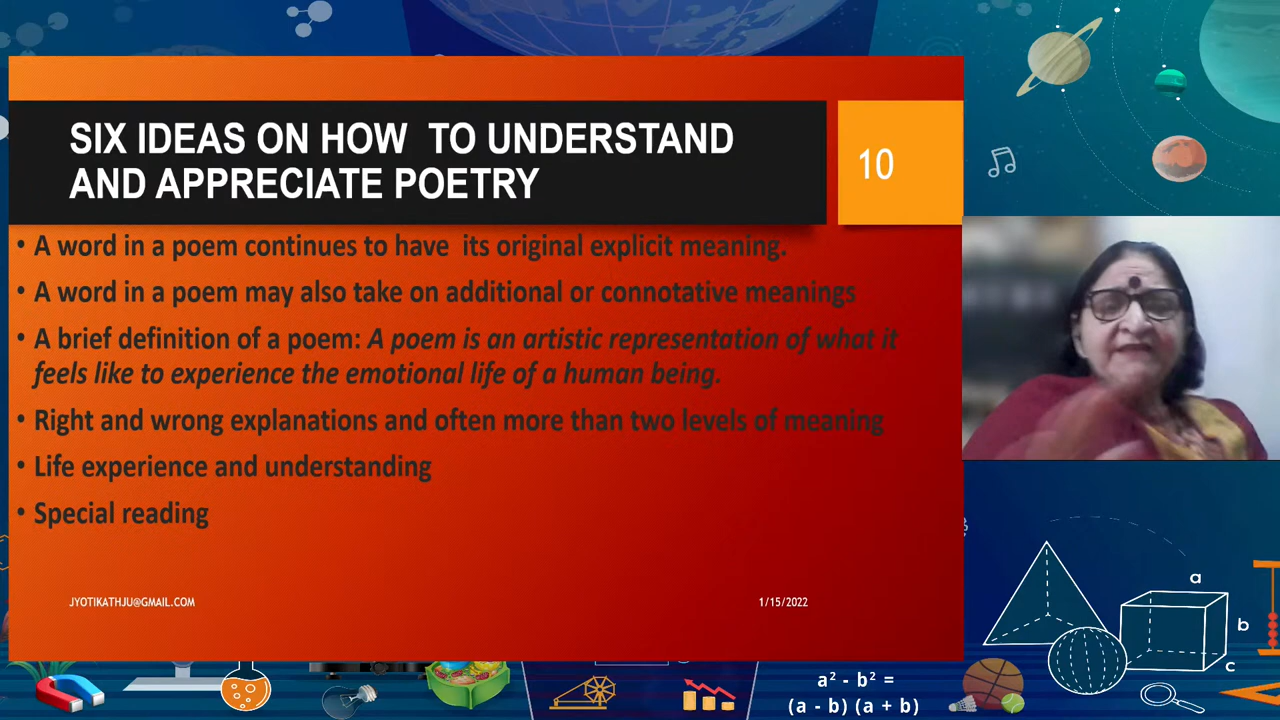 SIX IDEAS ON HOW TO UNDERSTAND
AND APPRECIATE POETRY
10
• A word in a poem continues to have its original explicit meaning.
• A word in a poem may also take on additional or connotative meanings
• A brief definition of a poem: A poem is an artistic representation of what it
feels like to experience the emotional life of a human being.
• Right and wrong explanations and often more than two levels of meaning
• Life experience and understanding
• Special reading
JYOTIKATHJU@GMAIL.COM
1/15/2022
a
b
c
a² - b² =
(a - b) (a + b)